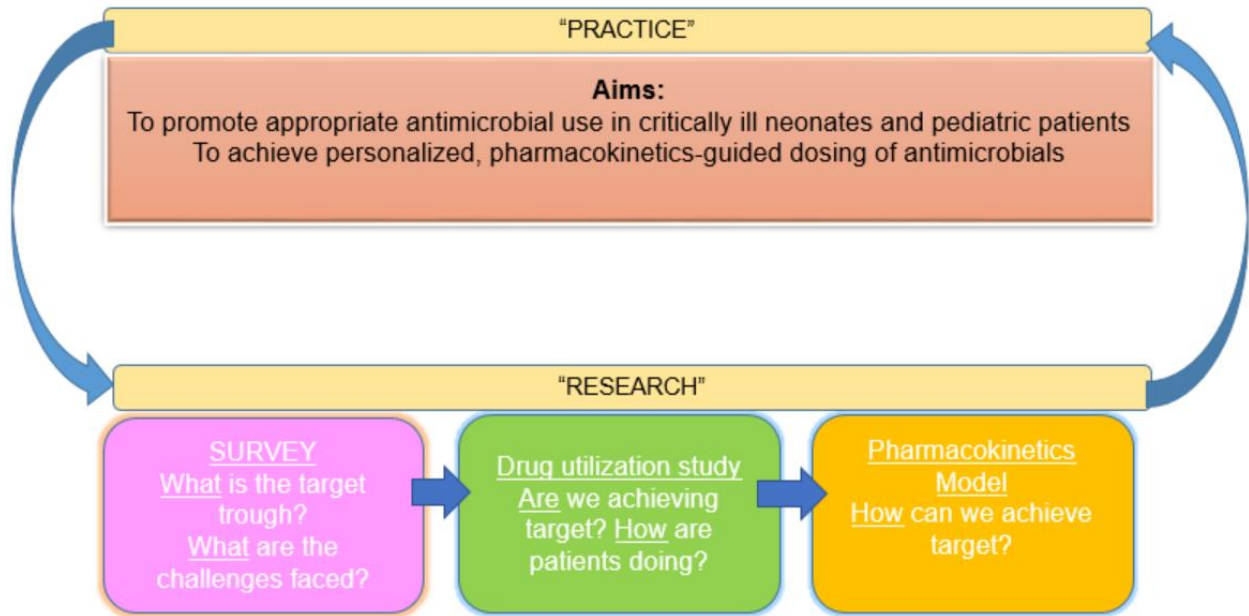 “PRACTICE”
Aims:
To promote appropriate antimicrobial use in critically ill neonates and pediatric patients
To achieve personalized, pharmacokinetics-guided dosing of antimicrobials
“RESEARCH”
SURVEY
What is the target
trough?
What are the
challenges faced?
Drug utilization study
Are we achieving
target? How are
patients doing?
Pharmacokinetics
Model
How can we achieve
target?